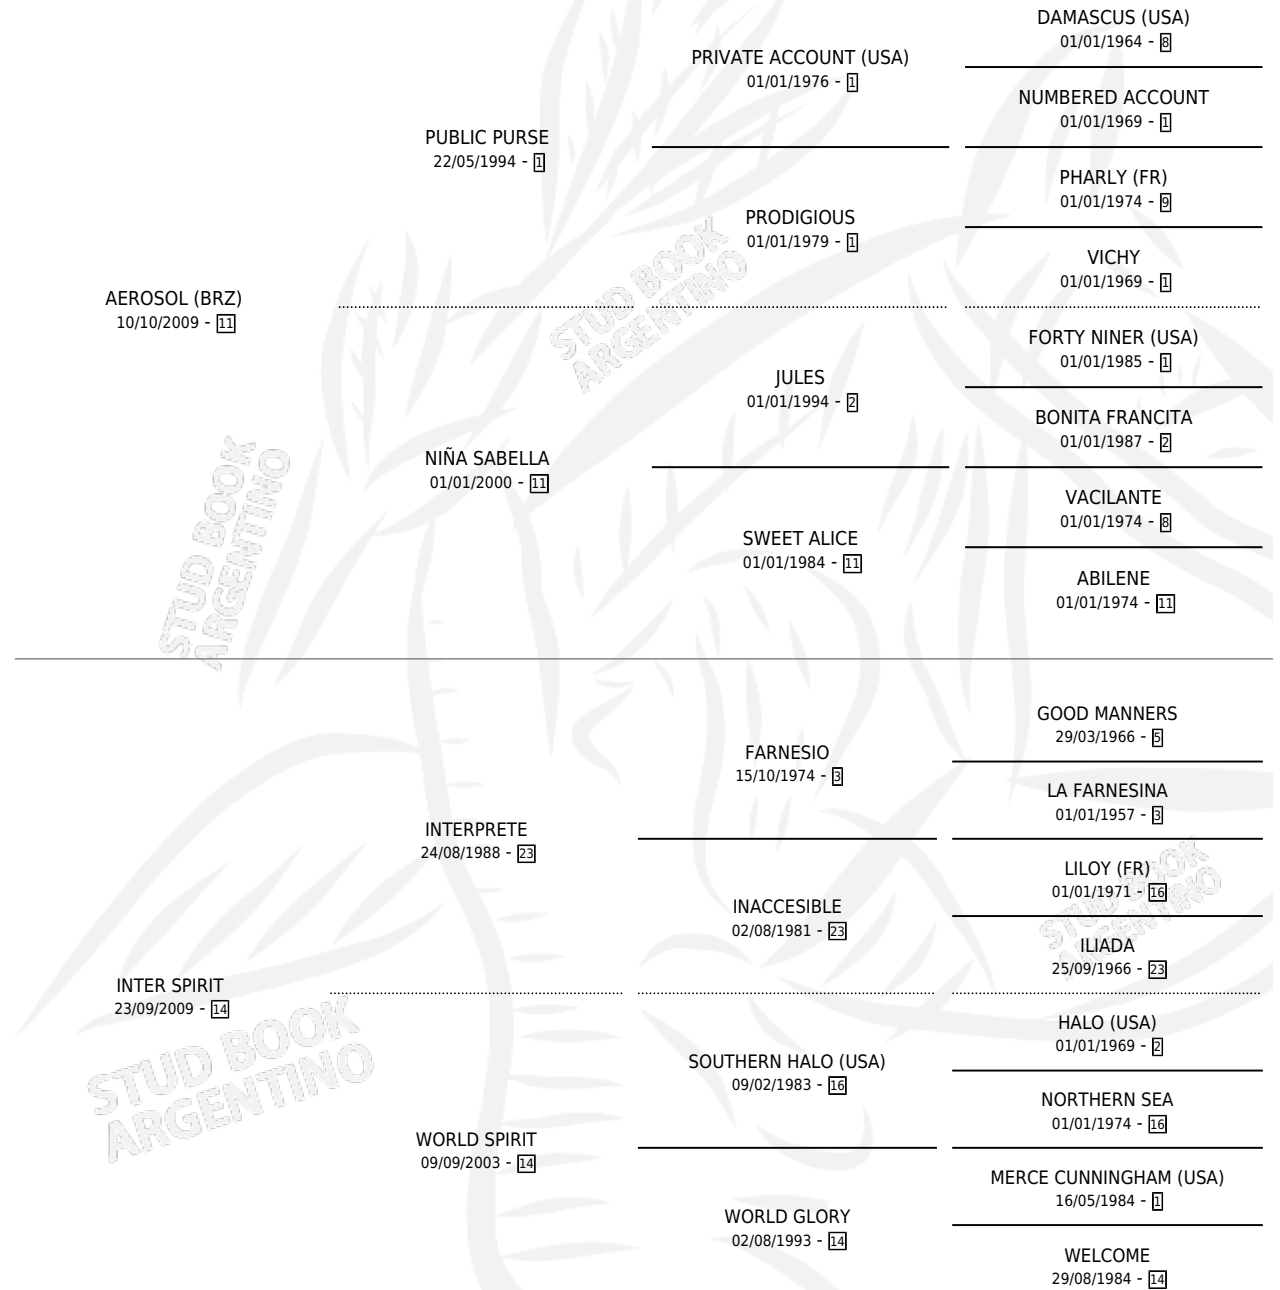 DAMASCUS (USA)
01/01/1964 - 8
PRIVATE ACCOUNT (USA)
01/01/1976 - 1
NUMBERED ACCOUNT
01/01/1969 - 1
PUBLIC PURSE
22/05/1994 - 1
PHARLY (FR)
01/01/1974 - 9
PRODIGIOUS
01/01/1979 - 1
VICHY
01/01/1969 - 1
AEROSOL (BRZ)
10/10/2009 - 11
FORTY NINER (USA)
01/01/1985 - 1
JULES
01/01/1994 - 2
BONITA FRANCITA
01/01/1987 - 2
NIÑA SABELLA
01/01/2000 - 11
VACILANTE
01/01/1974 - 8
SWEET ALICE
01/01/1984 - 11
ABILENE
01/01/1974 - 11
STUD BOOK
ARGENTINO
STUD BOOK
ARGENTINO
GOOD MANNERS
29/03/1966 - 5
FARNESIO
15/10/1974 - 3
LA FARNESINA
01/01/1957 - 3
INTERPRETE
24/08/1988 - 23
LILOY (FR)
01/01/1971 - 16
INACCESIBLE
02/08/1981 - 23
ILIADA
25/09/1966 - 23
INTER SPIRIT
23/09/2009 - 14
HALO (USA)
01/01/1969 - 2
SOUTHERN HALO (USA)
09/02/1983 - 16
NORTHERN SEA
01/01/1974 - 16
WORLD SPIRIT
09/09/2003 - 14
MERCE CUNNINGHAM (USA)
16/05/1984 - 1
WORLD GLORY
02/08/1993 - 14
WELCOME
29/08/1984 - 14
STUD BOOK
ARGENTINO
STUD BOOK
ARGENTINO